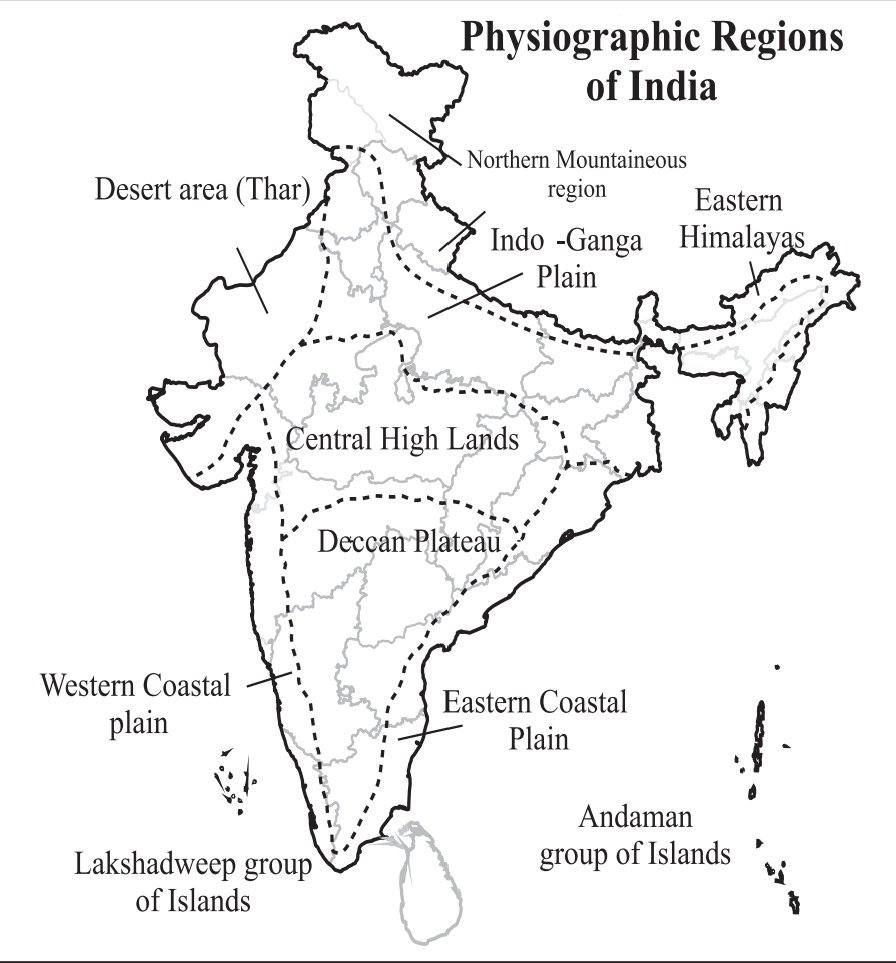 Physiographic Regions
of India
Northern Mountaineous
region
Desert area (Thar)
Eastern
Himalayas
Indo -Ganga
Plain
Central High Lands
Deccan Plateau
Western Coastal
plain
Eastern Coastal
Plain
Andaman
group of Islands
Lakshadweep group
of Islands